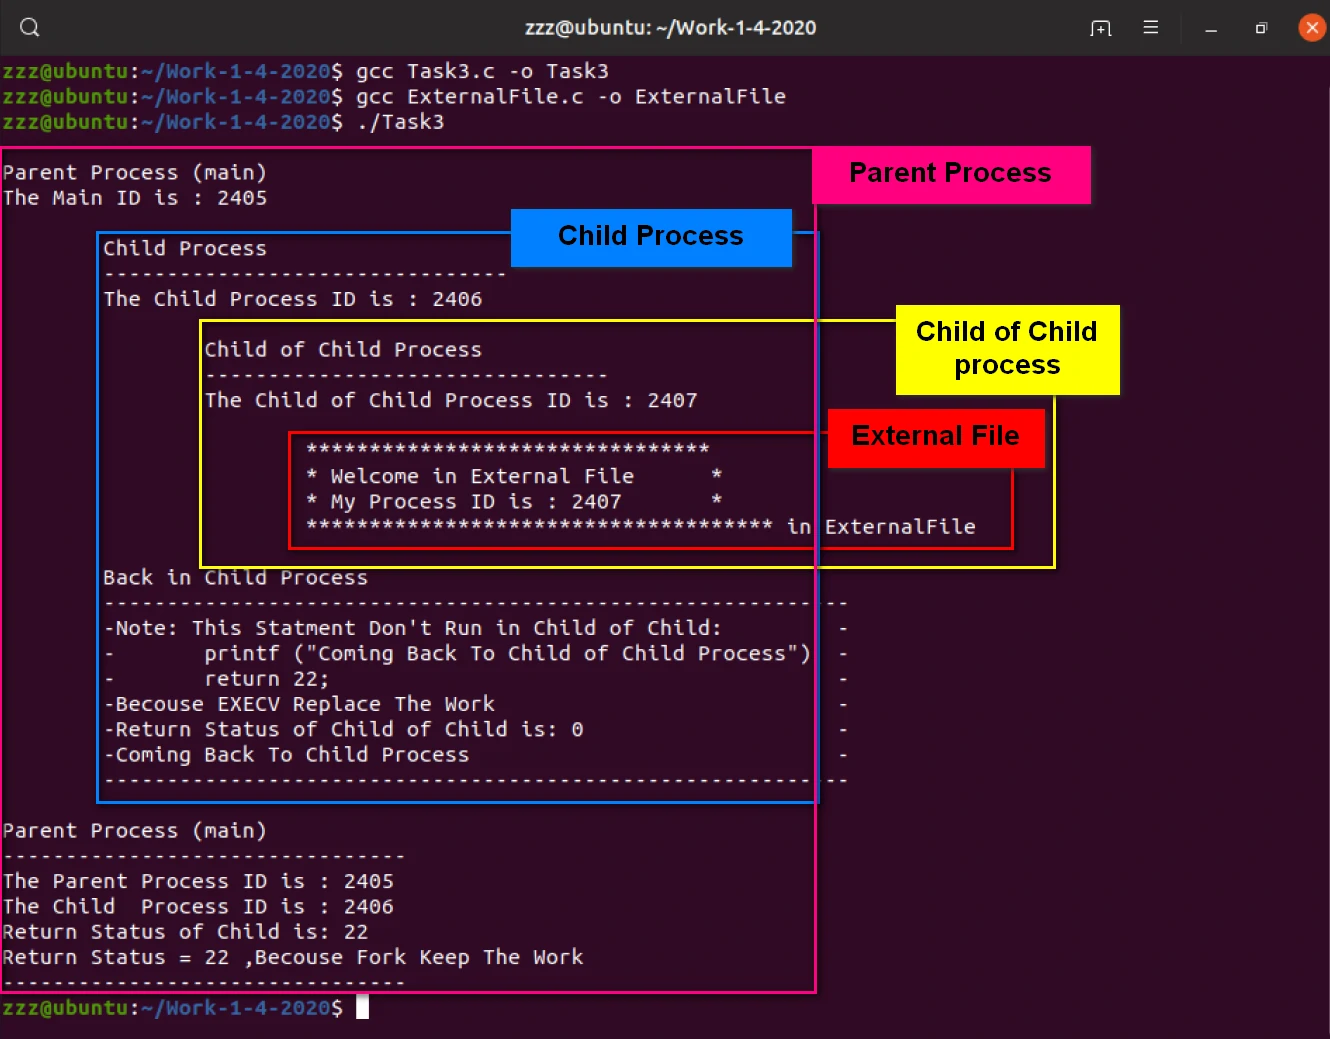 zzz@ubuntu: ~/Work-1-4-2020
zzz@ubuntu:~/Work-1-4-2020$ gcc Task3.c -o Task3
zzz@ubuntu:~/Work-1-4-2020$ gcc ExternalFile.c -o ExternalFile
zzz@ubuntu:~/Work-1-4-2020$ ./Task3
Parent Process (main)
Parent Process
The Main ID is : 2405
Child Process
Child Process
--------------------------------
The Child Process ID is : 2406
Child of Child
process
Child of Child Process
--------------------------------
The Child of Child Process ID is : 2407
External File
********************************
* Welcome in External File      *
* My Process ID is : 2407       *
************************************* in ExternalFile
Back in Child Process
-----------------------------------------------------------
-Note: This Statment Don't Run in Child of Child:         -
-       printf ("Coming Back To Child of Child Process")  -
-       return 22;                                        -
-Becouse EXECV Replace The Work                           -
-Return Status of Child of Child is: 0                    -
-Coming Back To Child Process                             -
-----------------------------------------------------------
Parent Process (main)
--------------------------------
The Parent Process ID is : 2405
The Child  Process ID is : 2406
Return Status of Child is: 22
Return Status = 22 ,Becouse Fork Keep The Work
--------------------------------
zzz@ubuntu:~/Work-1-4-2020$